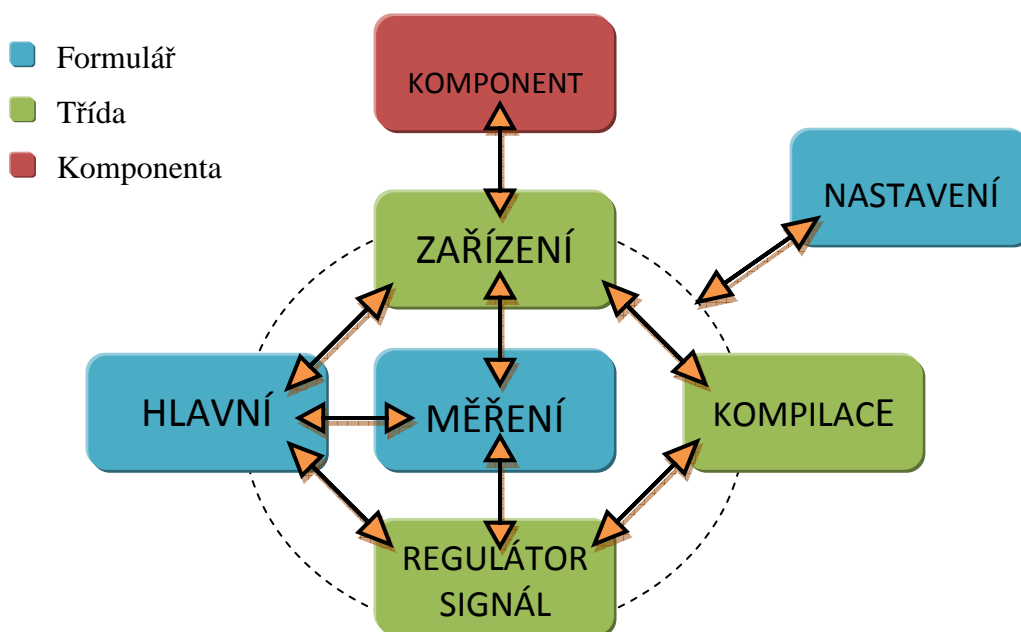 Formulář
Třída
Komponenta
KOMPONENT
NASTAVENÍ
ZAŘÍZENÍ
HLAVNÍ
MĚŘENÍ
KOMPILACE
REGULÁTOR
SIGNÁL